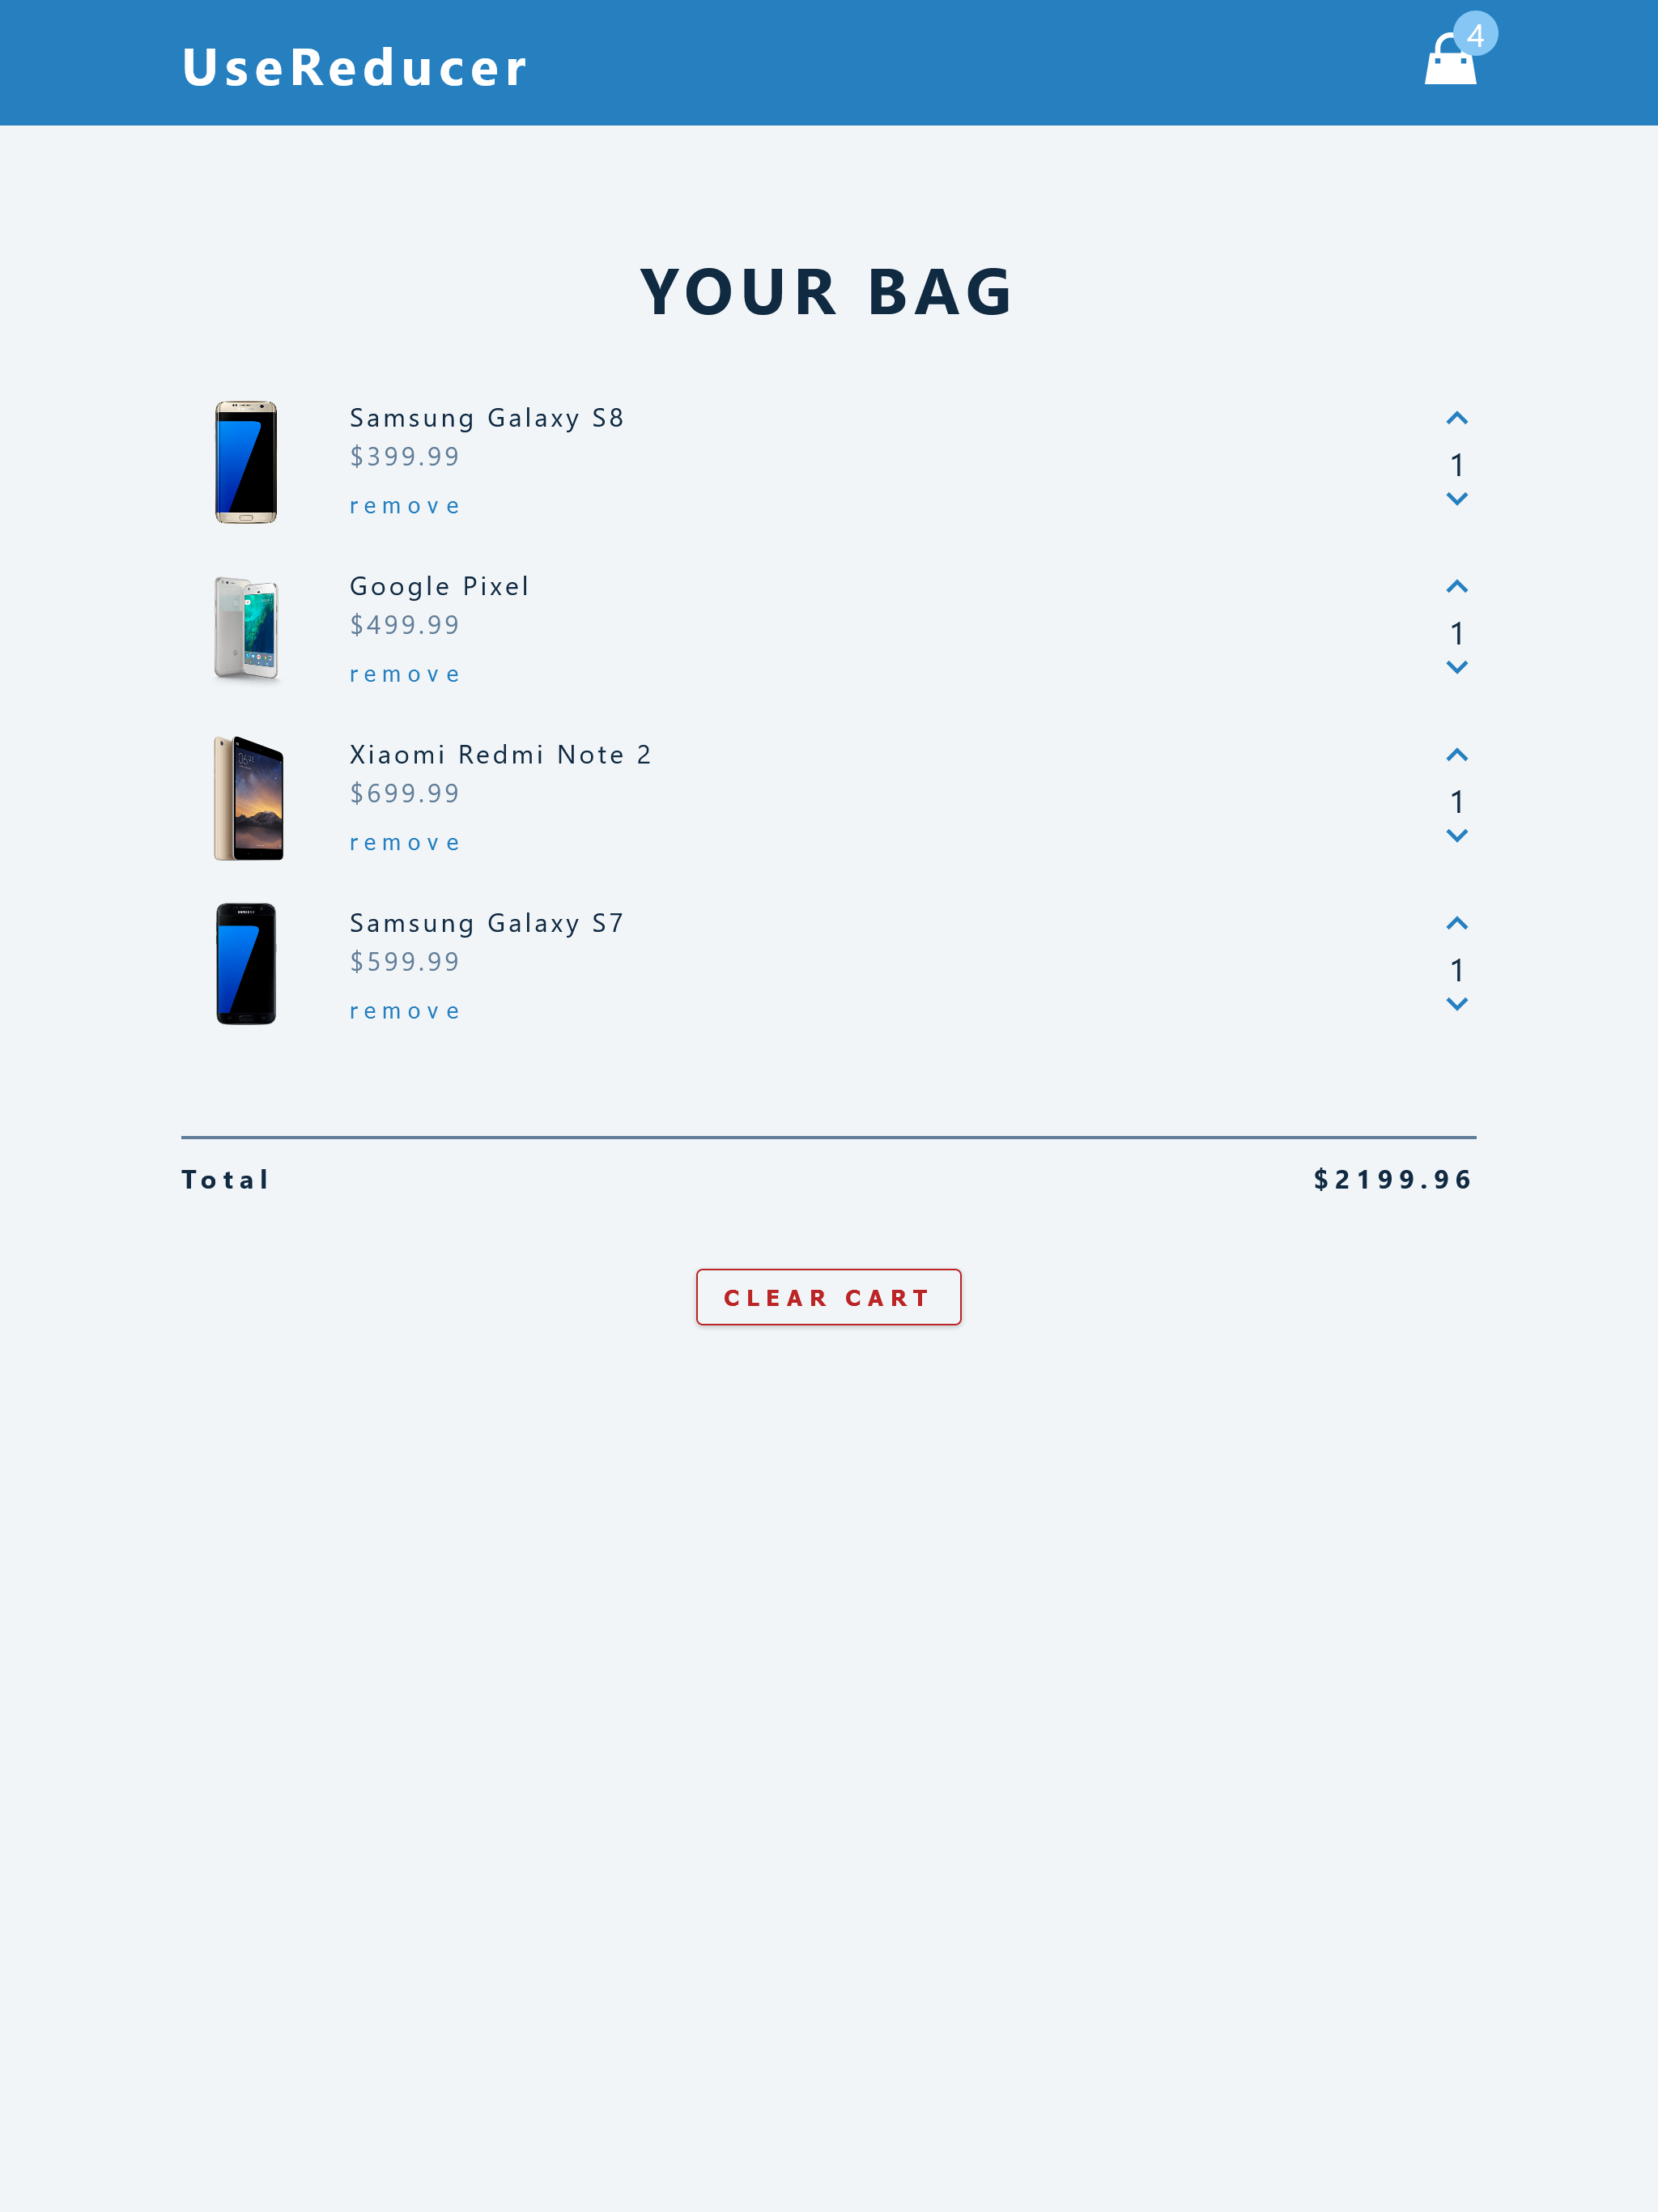 UseReducer
4
YOUR BAG
Samsung Galaxy S8
$399.99
remove
1
Google Pixel
$499.99
remove
1
Xiaomi Redmi Note 2
$699.99
remove
1
Samsung Galaxy S7
$599.99
remove
1
Total
$2199.96
CLEAR CART